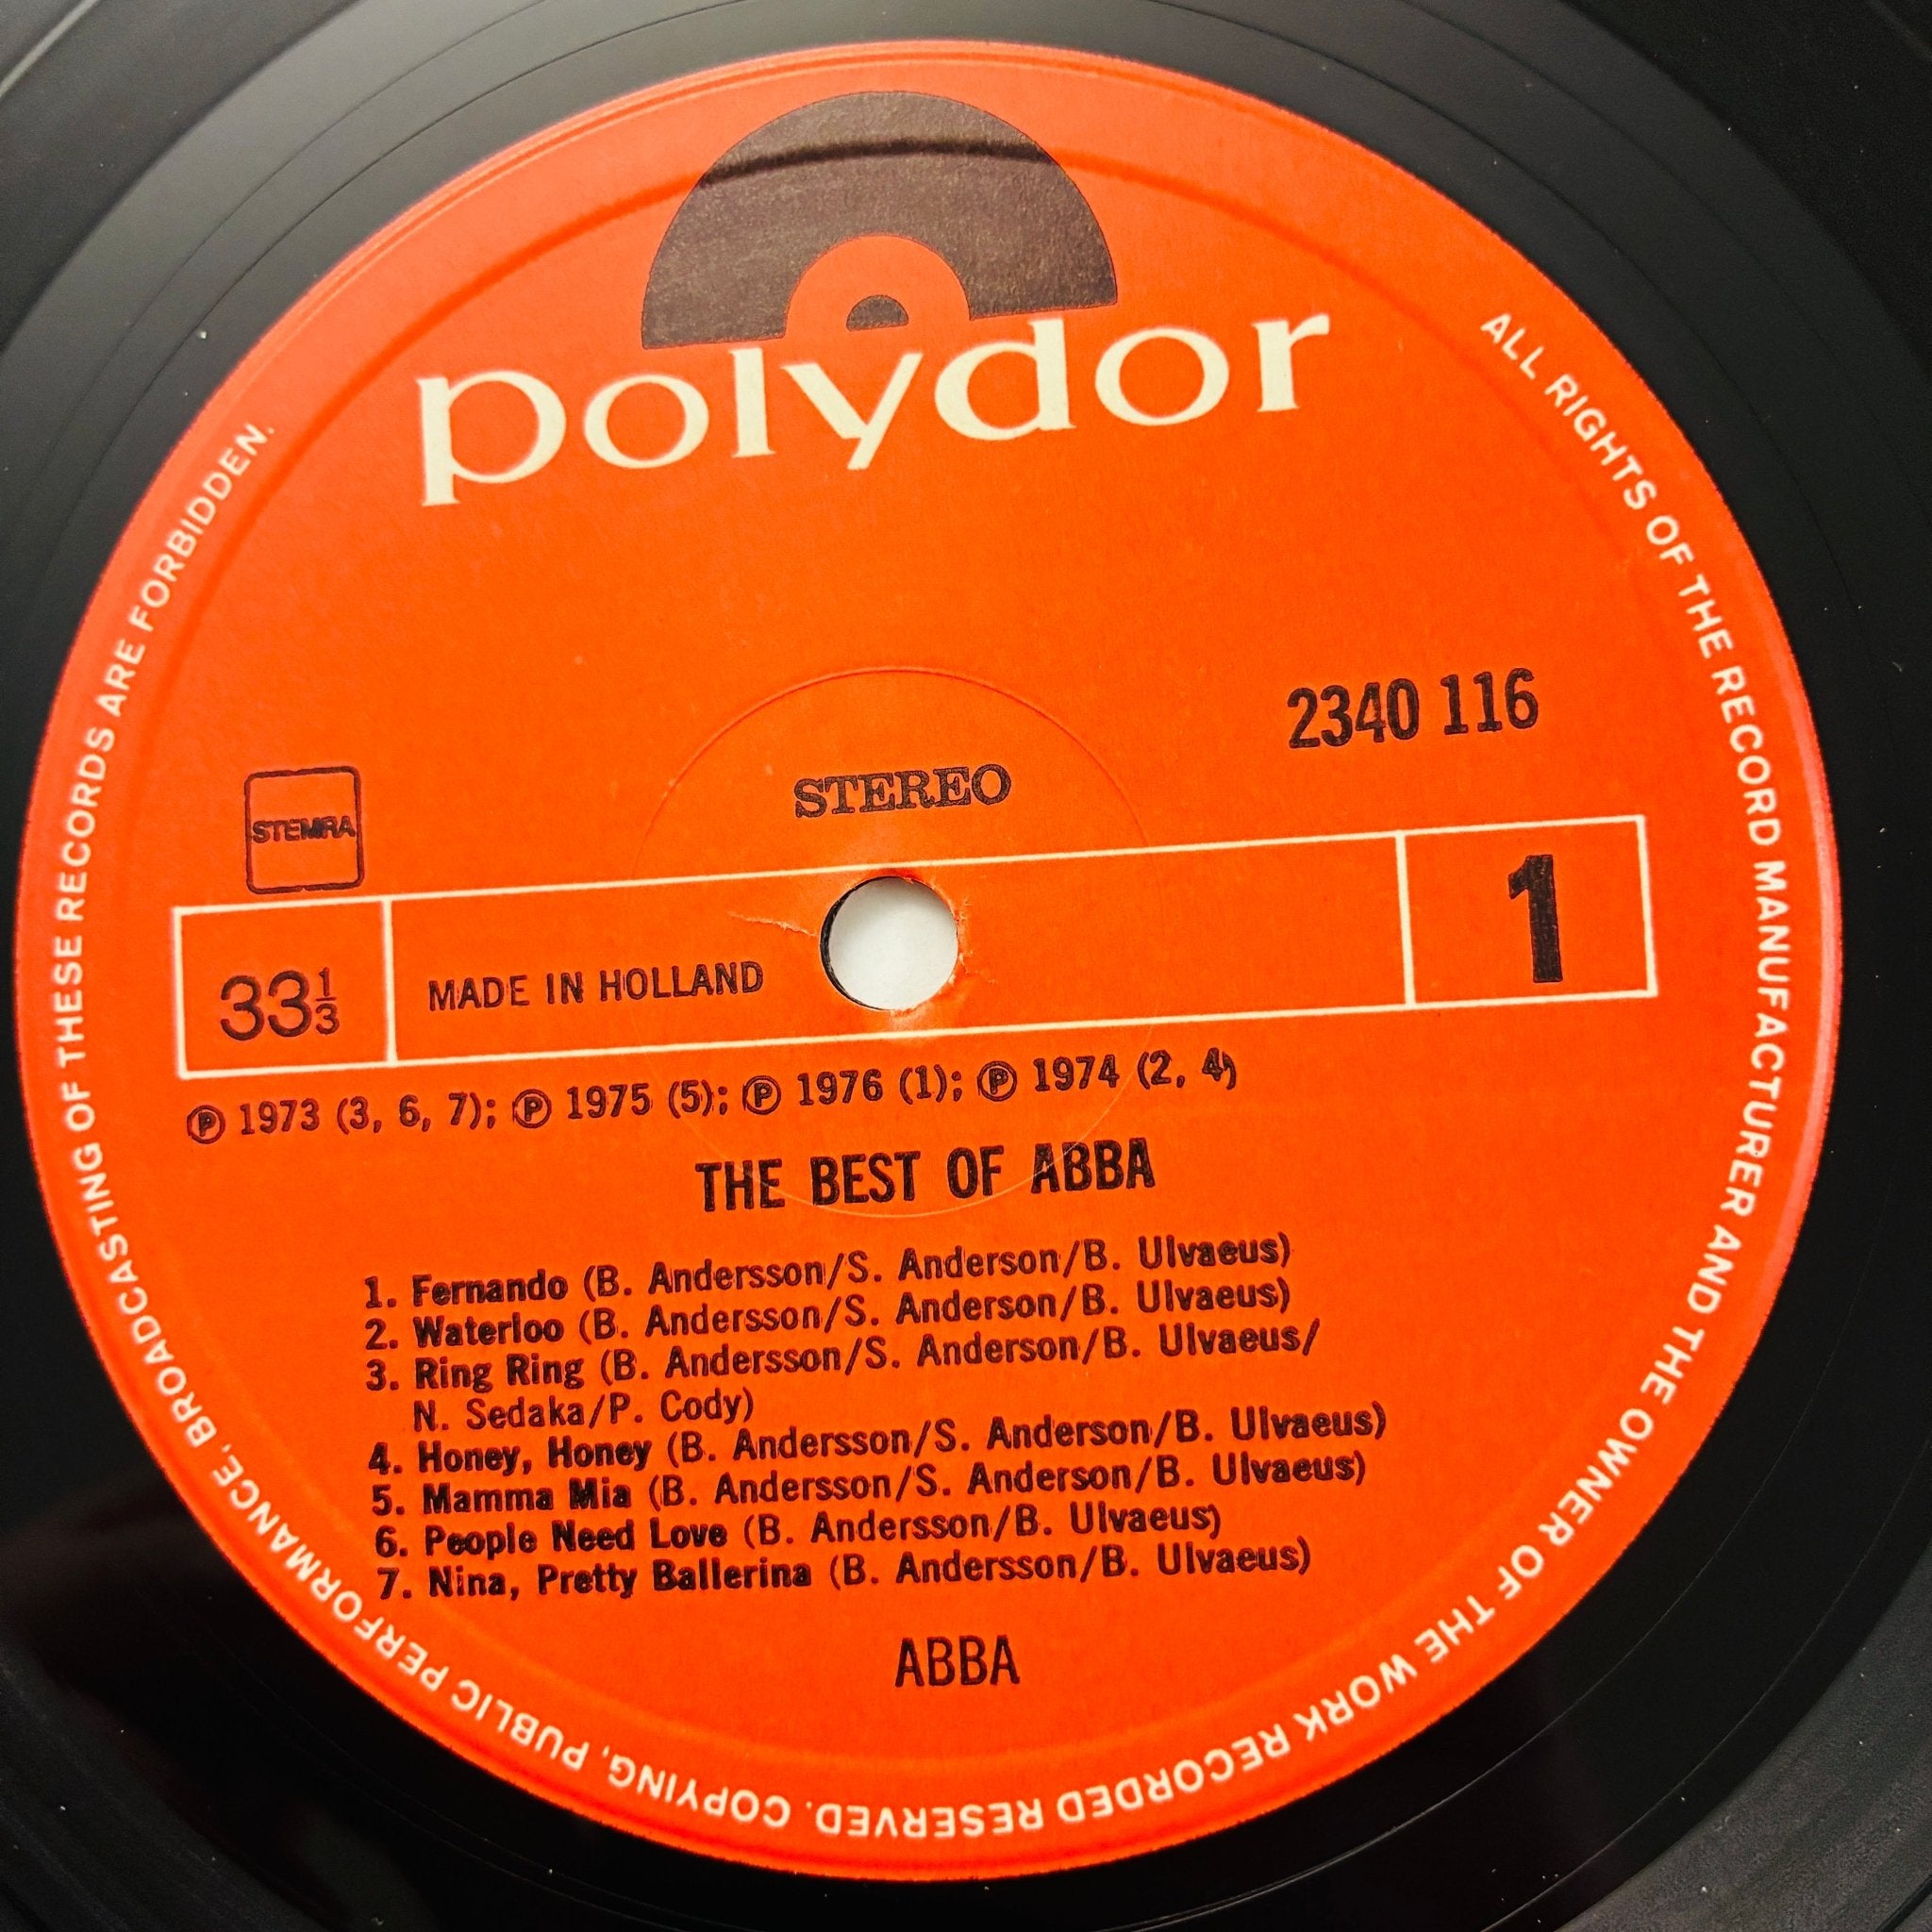 polydor
2340 116
STEREO
STEMRA
33 1/3
MADE IN HOLLAND
1
℗ 1973 (3, 6, 7); ℗ 1975 (5); ℗ 1976 (1); ℗ 1974 (2, 4)
THE BEST OF ABBA
1. Fernando (B. Andersson/S. Anderson/B. Ulvaeus)
2. Waterloo (B. Andersson/S. Anderson/B. Ulvaeus)
3. Ring Ring (B. Andersson/S. Anderson/B. Ulvaeus/
N. Sedaka/P. Cody)
4. Honey, Honey (B. Andersson/S. Anderson/B. Ulvaeus)
5. Mamma Mia (B. Andersson/S. Anderson/B. Ulvaeus)
6. People Need Love (B. Andersson/B. Ulvaeus)
7. Nina, Pretty Ballerina (B. Andersson/B. Ulvaeus)
ABBA
ALL RIGHTS OF THE RECORD MANUFACTURER AND THE OWNER OF THE WORK RECORDED RESERVED. COPYING, PUBLIC PERFORMANCE, BROADCASTING OF THESE RECORDS ARE FORBIDDEN.